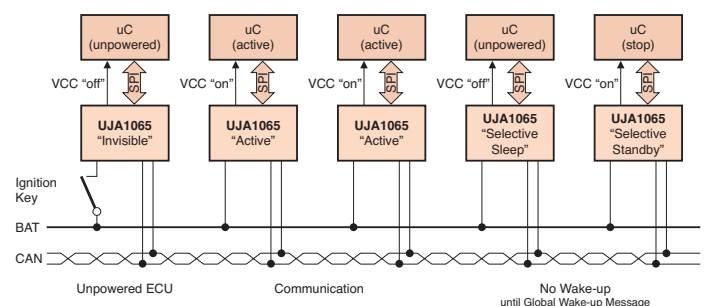 uC
(unpowered)
uC
(active)
uC
(active)
uC
(unpowered)
uC
(stop)
VCC “off”
SPI
VCC “on”
SPI
VCC “on”
SPI
VCC “off”
SPI
VCC “on”
SPI
UJA1065
“Invisible”
UJA1065
“Active”
UJA1065
“Active”
UJA1065
“Selective
Sleep”
UJA1065
“Selective
Standby”
Ignition
Key
BAT
CAN
Unpowered ECU
Communication
No Wake-up
until Global Wake-up Message